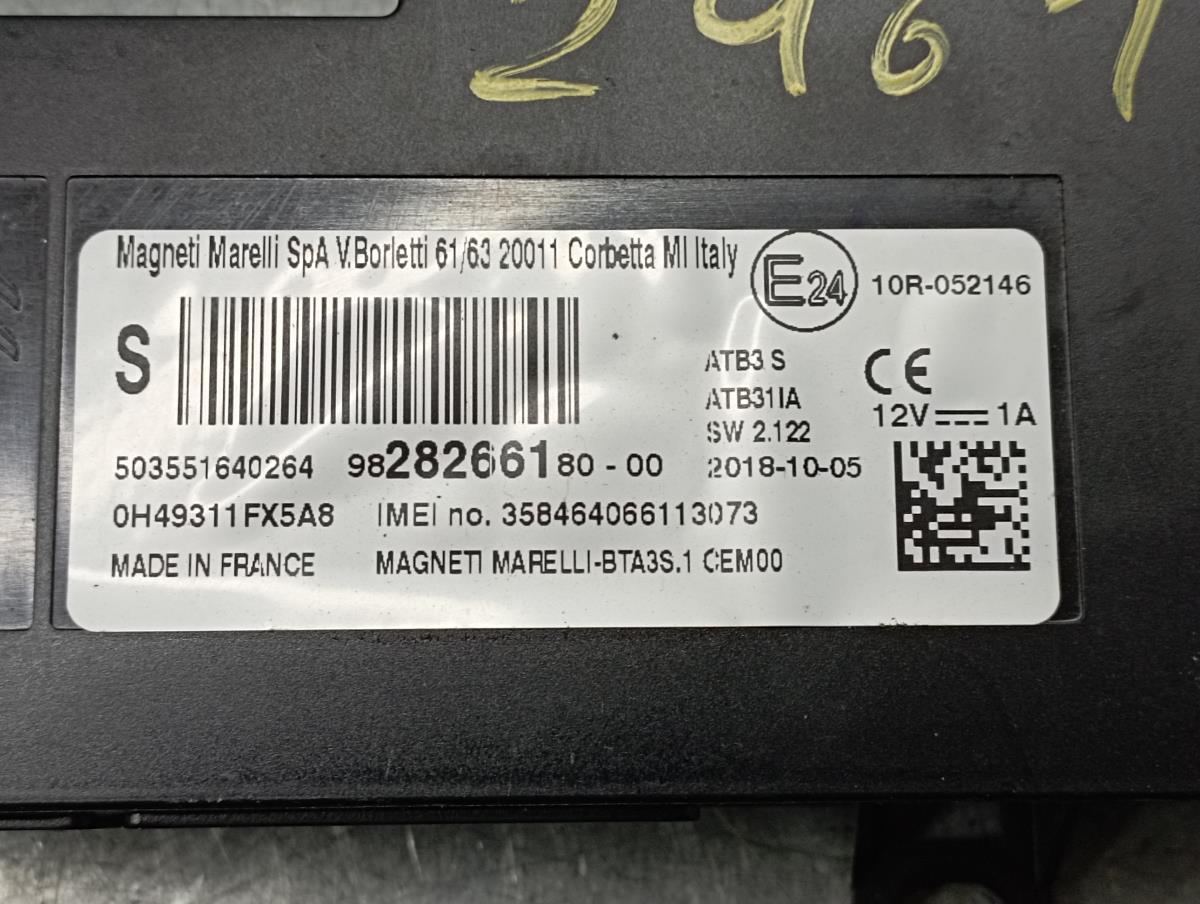 2461
Magneti Marelli SpA V.Borletti 61/63 20011 Corbetta MI Italy
E24
10R-052146
S
ATB3 S
ATB31IA
SW 2.122
2018-10-05
CE
12V 1A
503551640264 9828266180 - 00
0H49311FX5A8 IMEI no. 358464066113073
MADE IN FRANCE MAGNETI MARELLI-BTA3S.1 CEM00